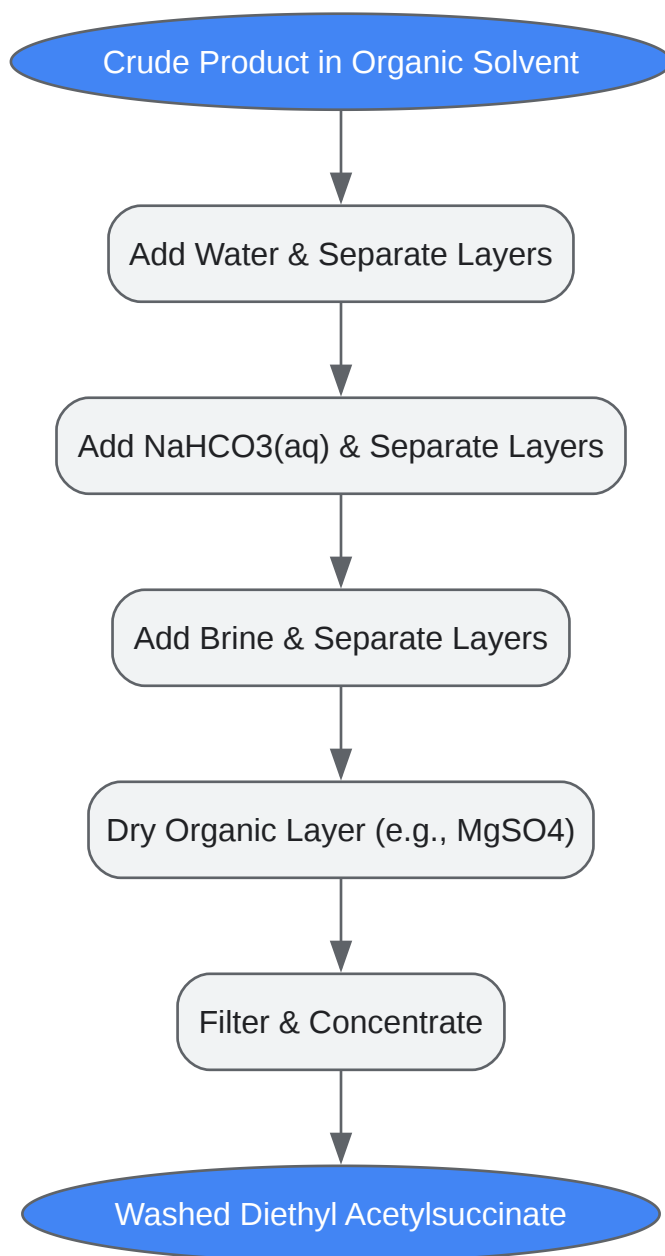 Crude Product in Organic Solvent
Add Water & Separate Layers
Add NaHCO3(aq) & Separate Layers
Add Brine & Separate Layers
Dry Organic Layer (e.g., MgSO4)
Filter & Concentrate
Washed Diethyl Acetylsuccinate